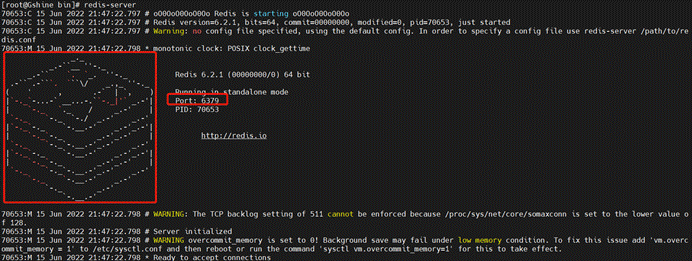 [root@Gshine bin]# redis-server
70653:C 15 Jun 2022 21:47:22.797 # oO0OoO0OoO0Oo Redis is starting oO0OoO0OoO0Oo
70653:C 15 Jun 2022 21:47:22.797 # Redis version=6.2.1, bits=64, commit=00000000, modified=0, pid=70653, just started
70653:C 15 Jun 2022 21:47:22.797 # Warning: no config file specified, using the default config. In order to specify a config file use redis-server /path/to/re
dis.conf
70653:M 15 Jun 2022 21:47:22.798 * monotonic clock: POSIX clock_gettime
Redis 6.2.1 (00000000/0) 64 bit
Running in standalone mode
Port: 6379
PID: 70653
http://redis.io
70653:M 15 Jun 2022 21:47:22.798 # WARNING: The TCP backlog setting of 511 cannot be enforced because /proc/sys/net/core/somaxconn is set to the lower value o
f 128.
70653:M 15 Jun 2022 21:47:22.798 # Server initialized
70653:M 15 Jun 2022 21:47:22.798 # WARNING overcommit_memory is set to 0! Background save may fail under low memory condition. To fix this issue add 'vm.overc
ommit_memory = 1' to /etc/sysctl.conf and then reboot or run the command 'sysctl vm.overcommit_memory=1' for this to take effect.
70653:M 15 Jun 2022 21:47:22.798 * Ready to accept connections